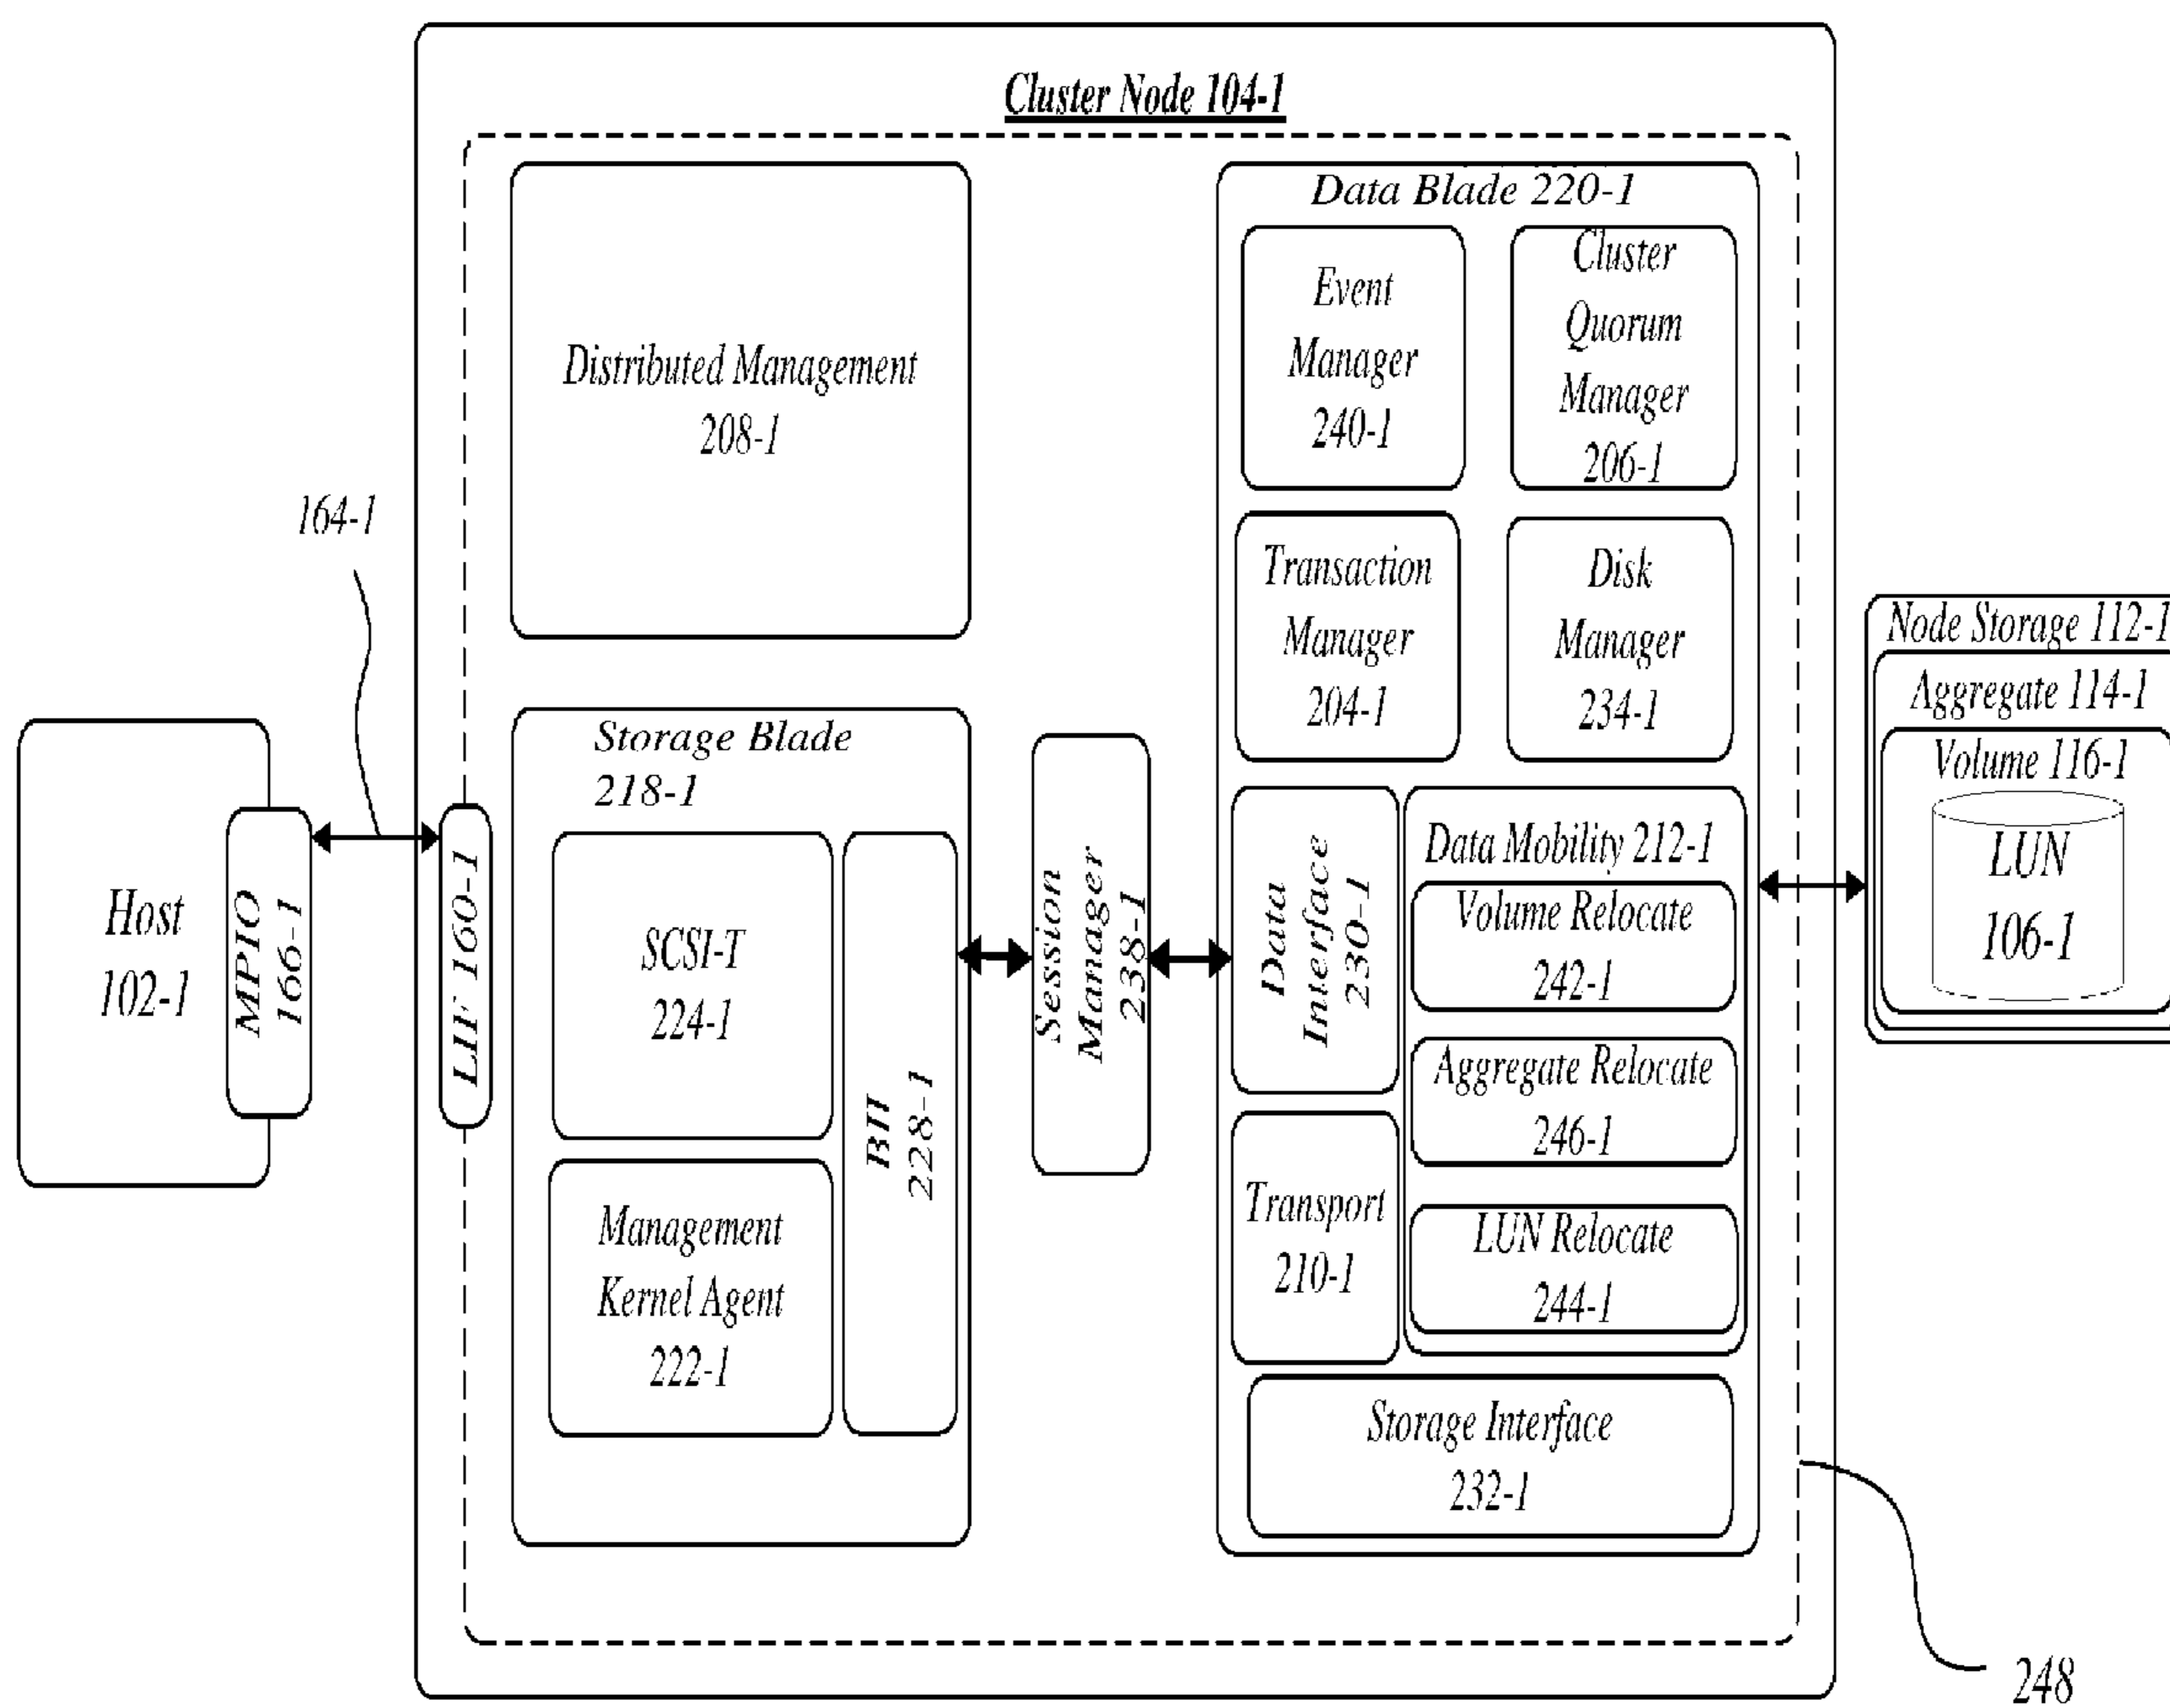 Cluster Node 104-1
Distributed Management
208-1
Data Blade 220-1
Event
Manager
240-1
Cluster
Quorum
Manager
206-1
164-1
Transaction
Manager
204-1
Disk
Manager
234-1
Node Storage 112-1
Aggregate 114-1
Volume 116-1
LUN
106-1
Host
102-1
MPIO
166-1
LIF 160-1
Storage Blade
218-1
SCSI-T
224-1
Management
Kernel Agent
222-1
BII
228-1
Session
Manager
238-1
Data
Interface
230-1
Data Mobility 212-1
Volume Relocate
242-1
Aggregate Relocate
246-1
LUN Relocate
244-1
Transport
210-1
Storage Interface
232-1
248